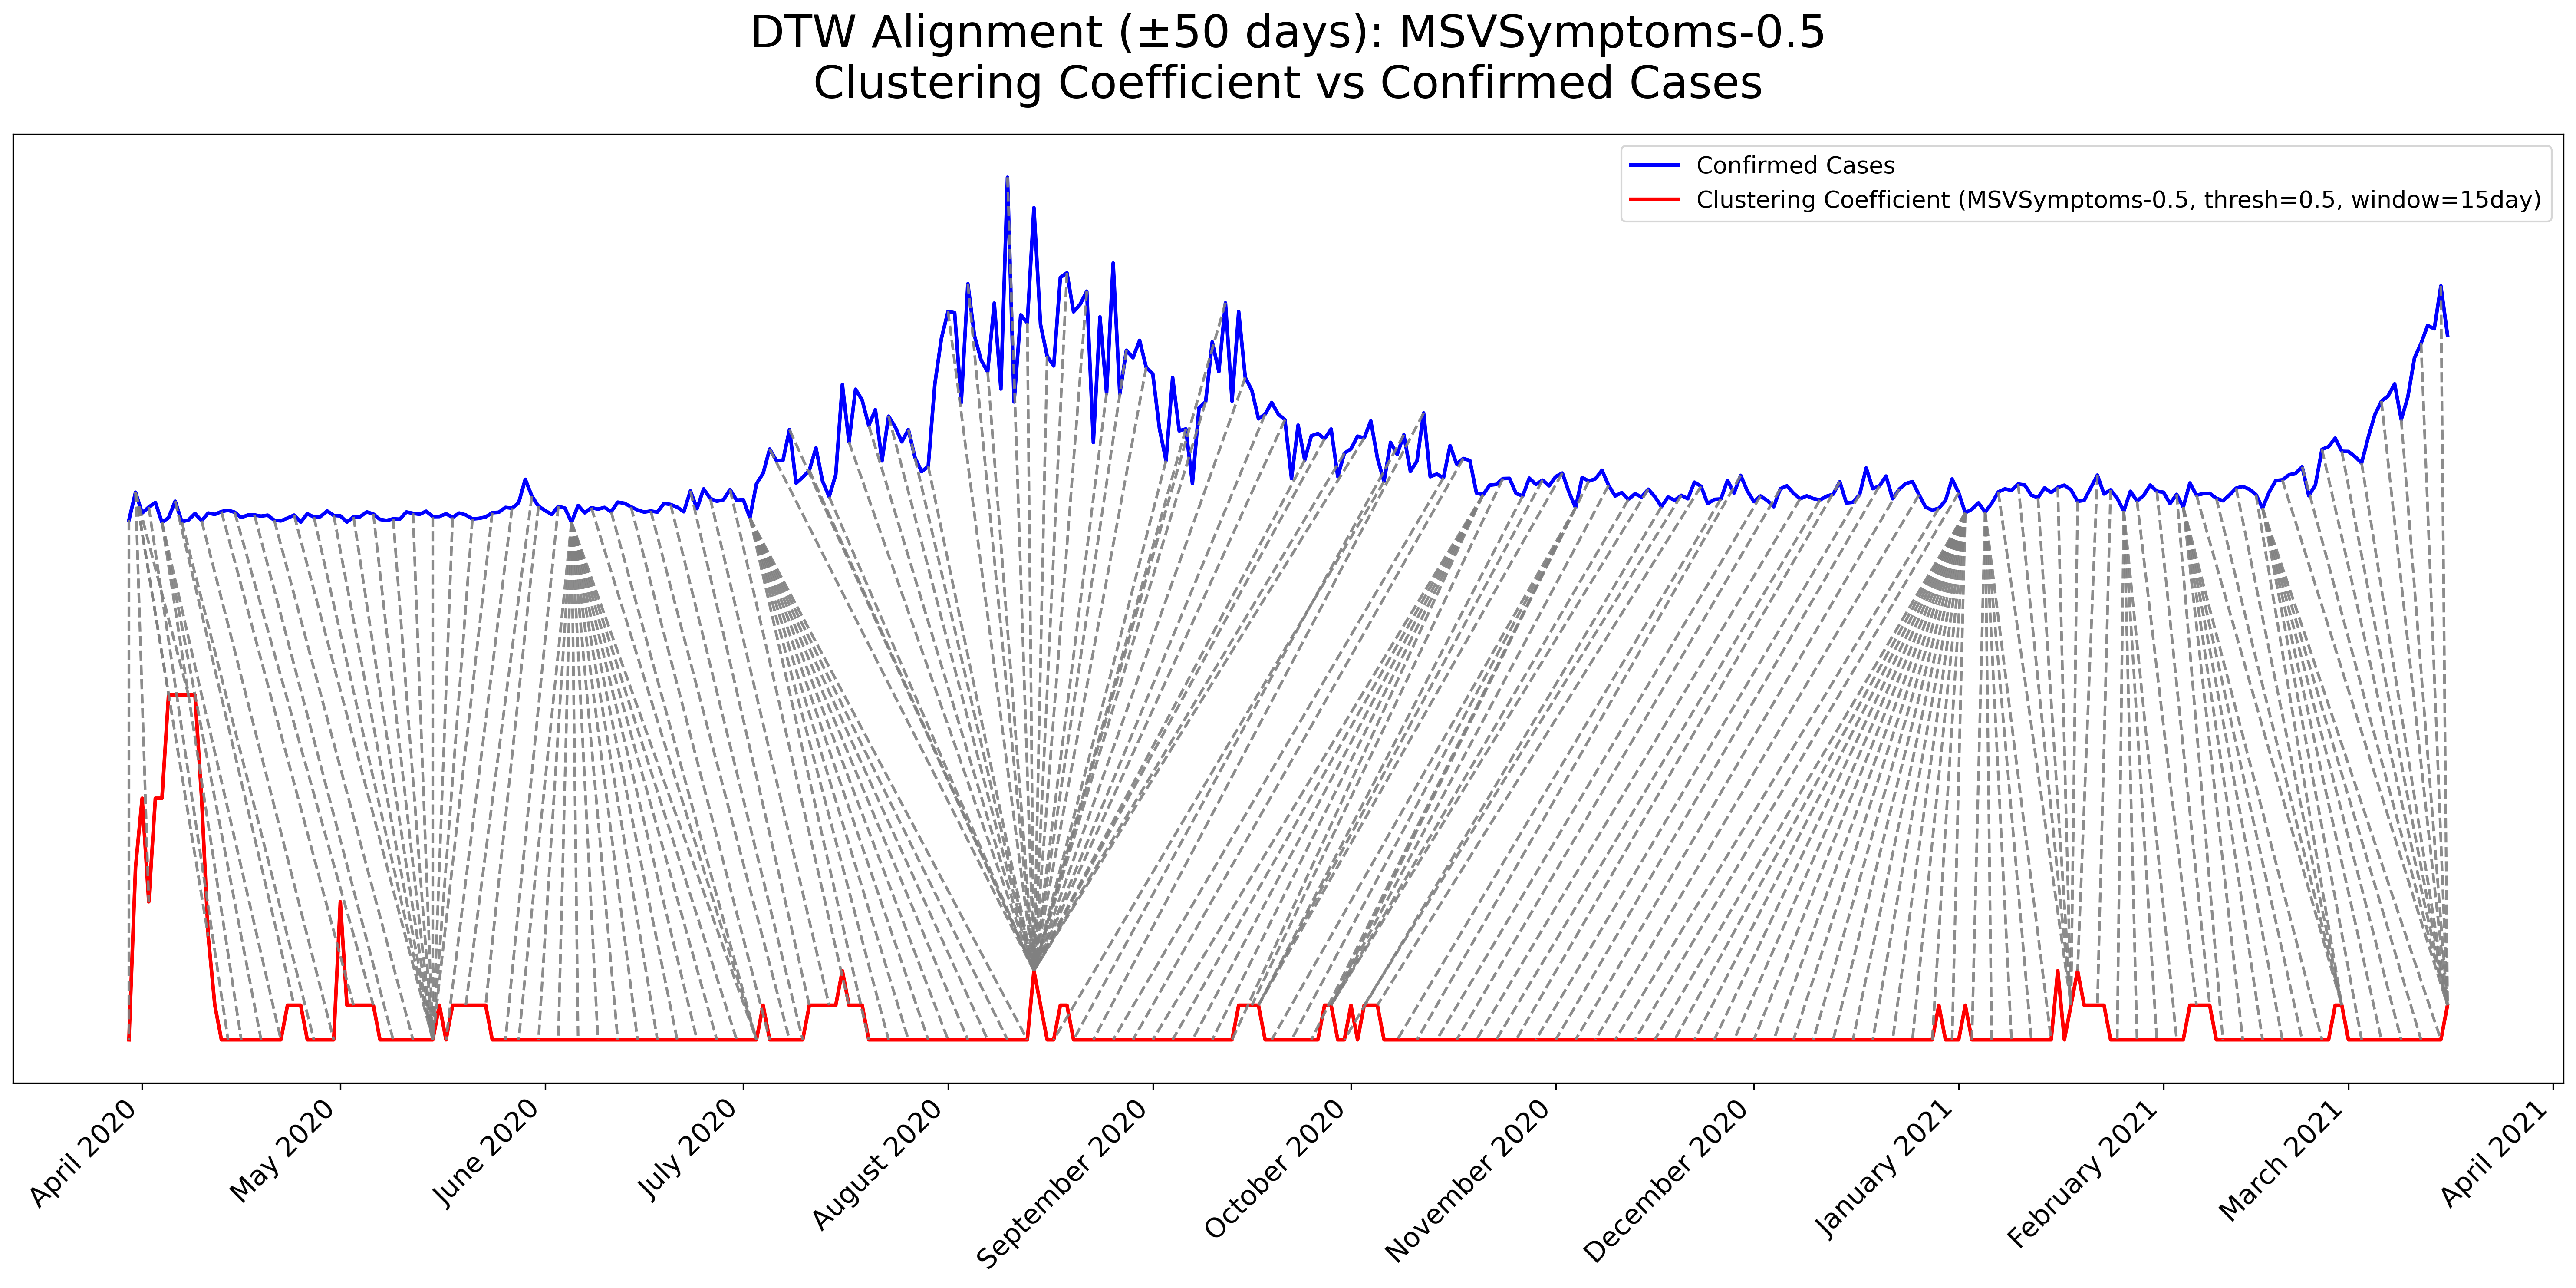 DTW Alignment (±50 days): MSVSymptoms-0.5
Clustering Coefficient vs Confirmed Cases
Confirmed Cases
Clustering Coefficient (MSVSymptoms-0.5, thresh=0.5, window=15day)
April 2020
May 2020
June 2020
July 2020
August 2020
September 2020
October 2020
November 2020
December 2020
January 2021
February 2021
March 2021
April 2021